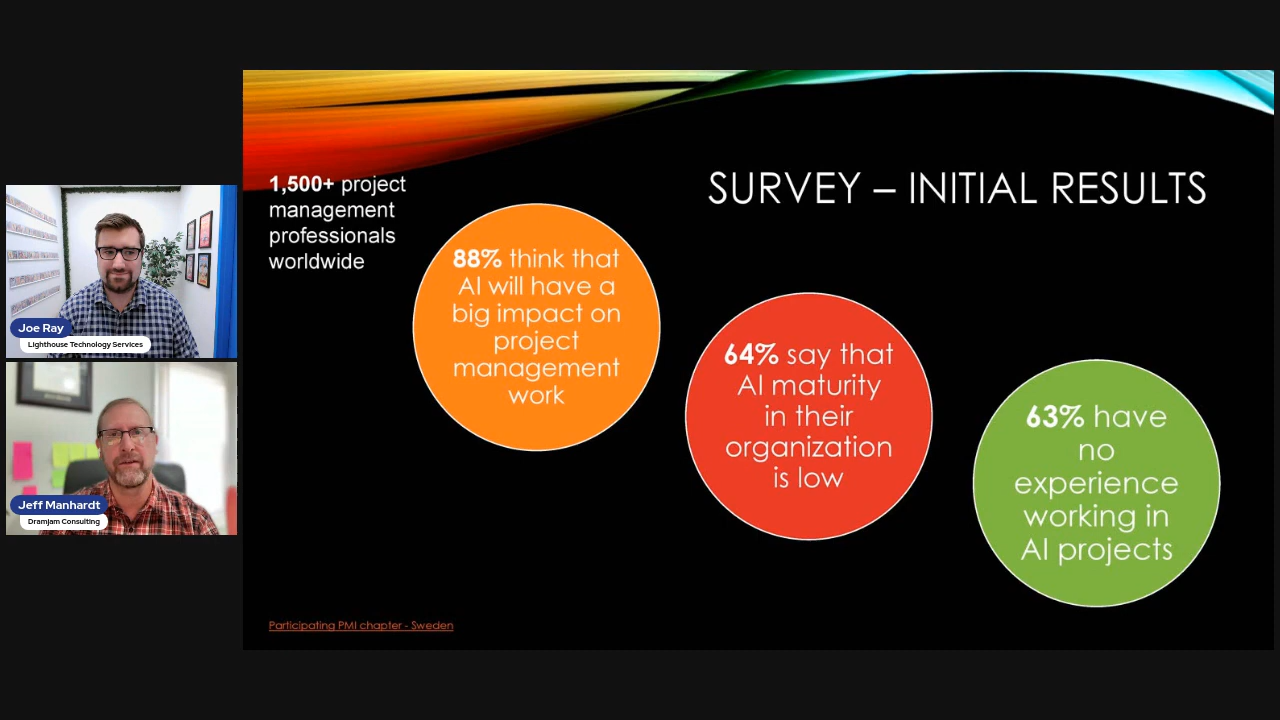 1,500+ project
management
professionals
worldwide
SURVEY – INITIAL RESULTS
88% think that
AI will have a
big impact on
project
management
work
64% say that
AI maturity
in their
organization
is low
63% have
no
experience
working in
AI projects
Participating PMI chapter - Sweden
Joe Ray
Lighthouse Technology Services
Jeff Manhardt
Dramjam Consulting